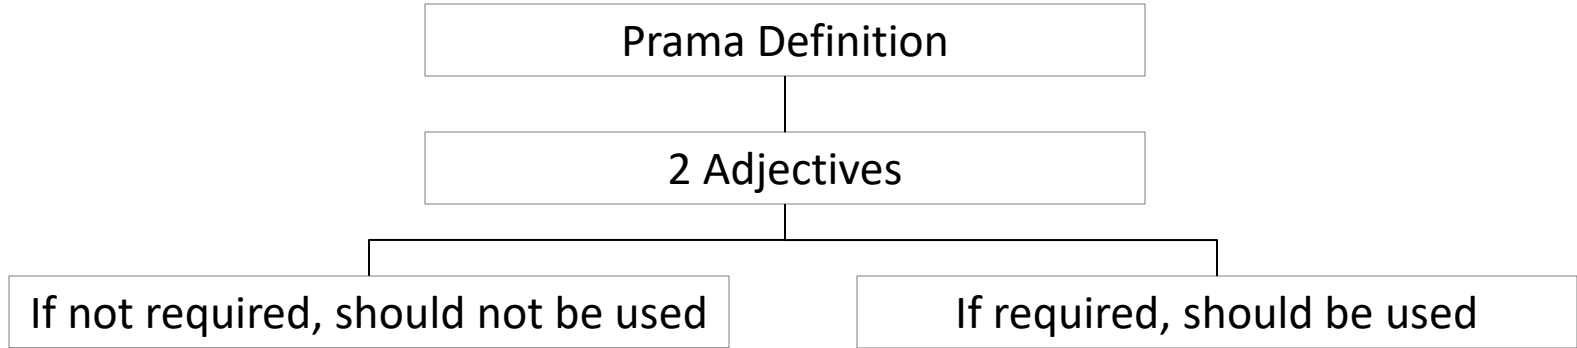 Prama Definition
2 Adjectives
If not required, should not be used
If required, should be used